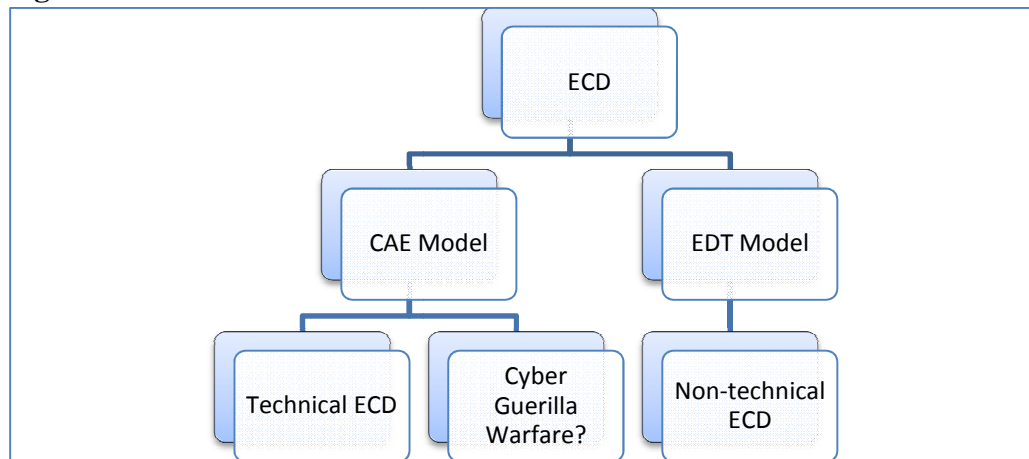 ECD
CAE Model
EDT Model
Technical ECD
Cyber
Guerilla
Warfare?
Non-technical
ECD